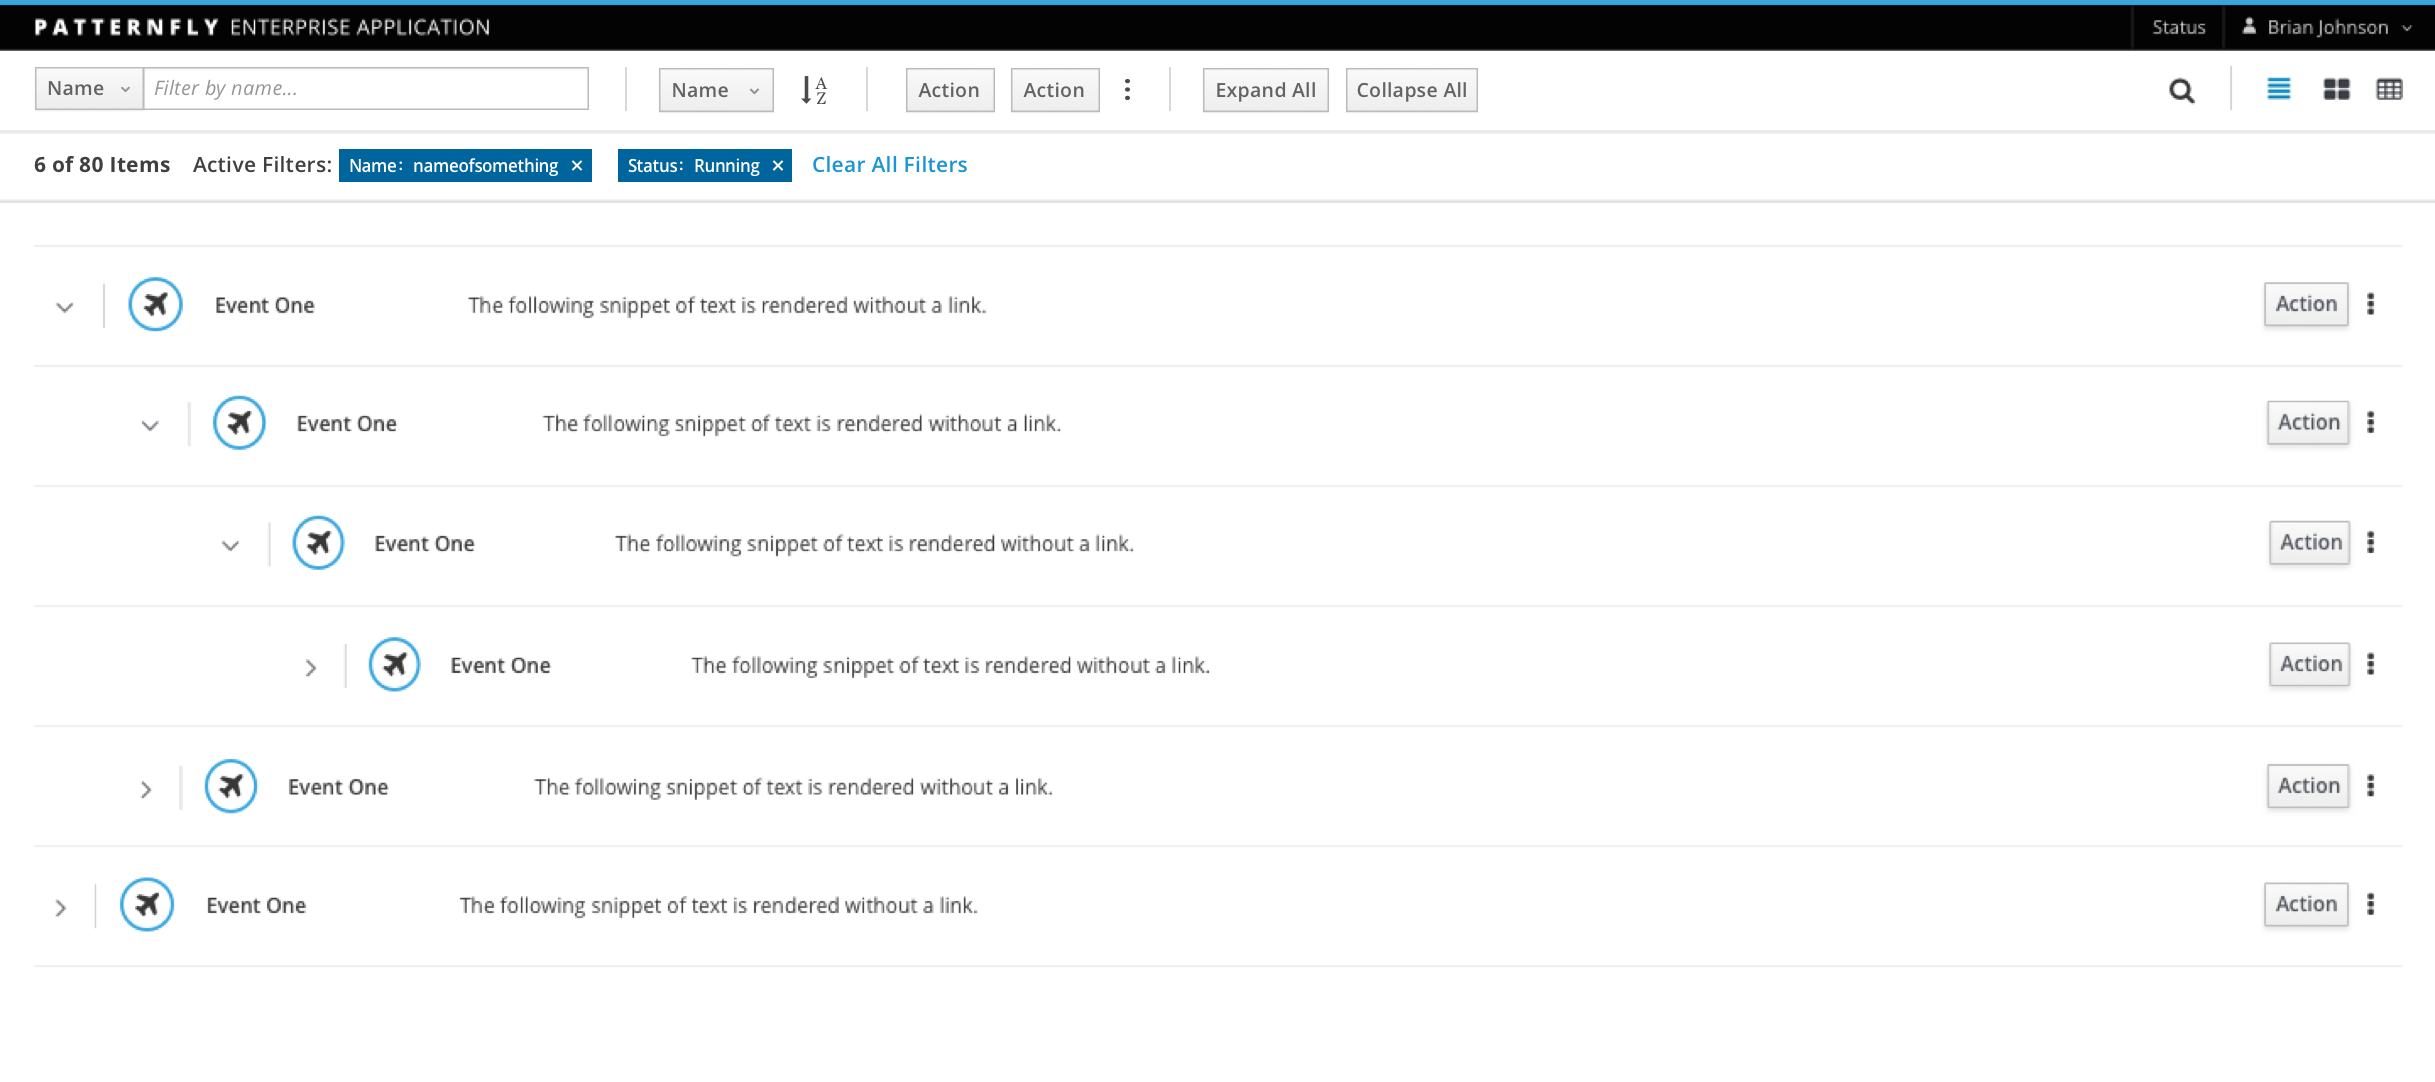 PATTERNFLY ENTERPRISE APPLICATION Status Brian Johnson
Name Filter by name... Name A Z Action Action Expand All Collapse All
6 of 80 Items Active Filters: Name: nameofsomething × Status: Running × Clear All Filters
Event One The following snippet of text is rendered without a link. Action
Event One The following snippet of text is rendered without a link. Action
Event One The following snippet of text is rendered without a link. Action
Event One The following snippet of text is rendered without a link. Action
Event One The following snippet of text is rendered without a link. Action
Event One The following snippet of text is rendered without a link. Action